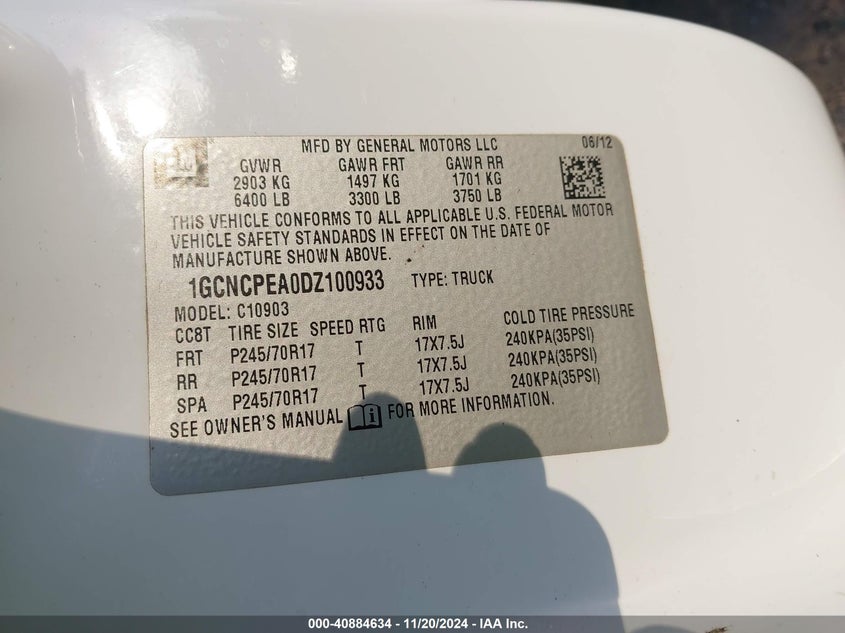 MFD BY GENERAL MOTORS LLC 06/12
GM GVWR GAWR FRT GAWR RR
2903 KG 1497 KG 1701 KG
6400 LB 3300 LB 3750 LB
THIS VEHICLE CONFORMS TO ALL APPLICABLE U.S. FEDERAL MOTOR
VEHICLE SAFETY STANDARDS IN EFFECT ON THE DATE OF
MANUFACTURE SHOWN ABOVE.
1GCNCPEA0DZ100933 TYPE: TRUCK
MODEL: C10903
CC8T TIRE SIZE SPEED RTG RIM COLD TIRE PRESSURE
FRT P245/70R17 T 17X7.5J 240KPA(35PSI)
RR P245/70R17 T 17X7.5J 240KPA(35PSI)
SPA P245/70R17 T 17X7.5J 240KPA(35PSI)
SEE OWNER'S MANUAL i FOR MORE INFORMATION.
000-40884634 - 11/20/2024 - IAA Inc.